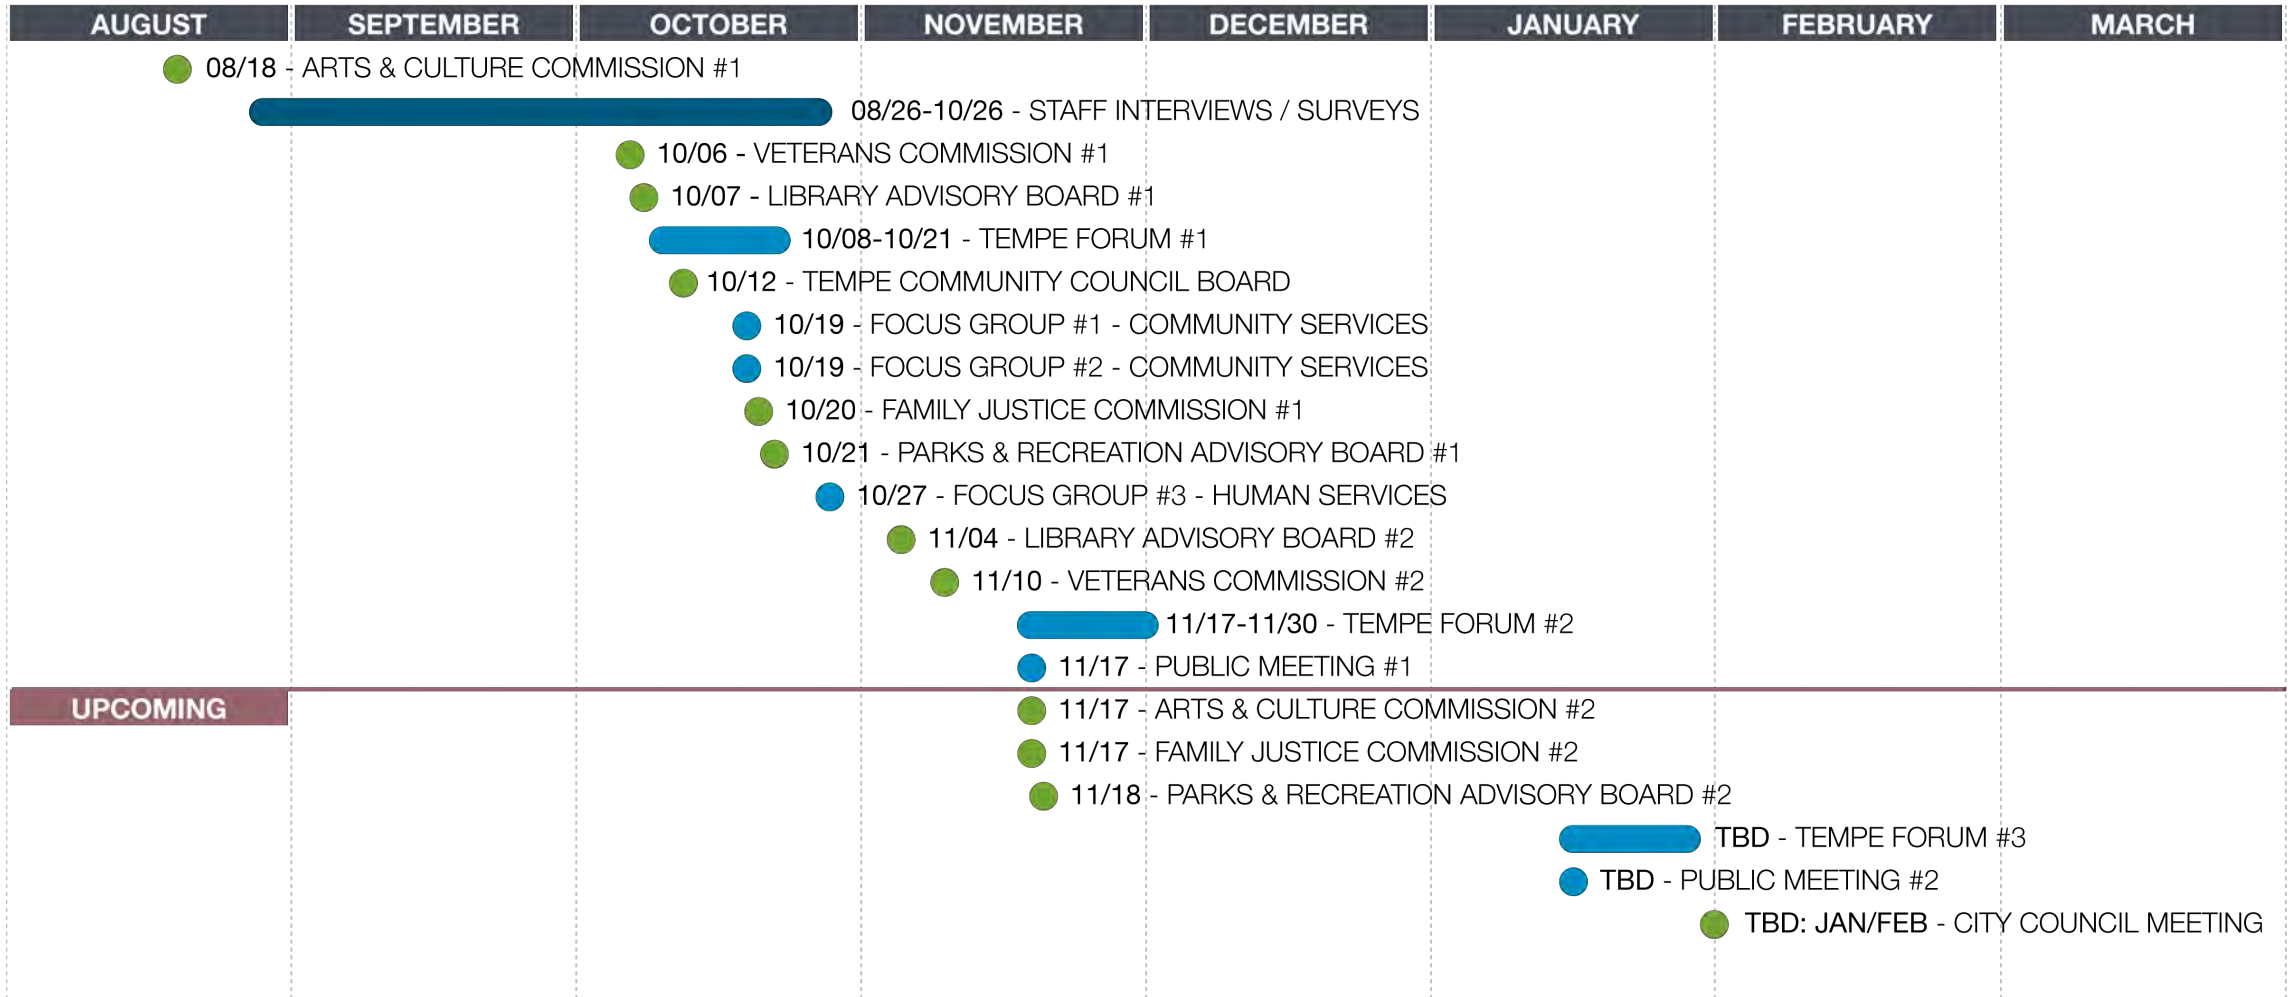 AUGUST SEPTEMBER OCTOBER NOVEMBER DECEMBER JANUARY FEBRUARY MARCH
08/18 - ARTS & CULTURE COMMISSION #1
08/26-10/26 - STAFF INTERVIEWS / SURVEYS
10/06 - VETERANS COMMISSION #1
10/07 - LIBRARY ADVISORY BOARD #1
10/08-10/21 - TEMPE FORUM #1
10/12 - TEMPE COMMUNITY COUNCIL BOARD
10/19 - FOCUS GROUP #1 - COMMUNITY SERVICES
10/19 - FOCUS GROUP #2 - COMMUNITY SERVICES
10/20 - FAMILY JUSTICE COMMISSION #1
10/21 - PARKS & RECREATION ADVISORY BOARD #1
10/27 - FOCUS GROUP #3 - HUMAN SERVICES
11/04 - LIBRARY ADVISORY BOARD #2
11/10 - VETERANS COMMISSION #2
11/17-11/30 - TEMPE FORUM #2
11/17 - PUBLIC MEETING #1
UPCOMING
11/17 - ARTS & CULTURE COMMISSION #2
11/17 - FAMILY JUSTICE COMMISSION #2
11/18 - PARKS & RECREATION ADVISORY BOARD #2
TBD - TEMPE FORUM #3
TBD - PUBLIC MEETING #2
TBD: JAN/FEB - CITY COUNCIL MEETING